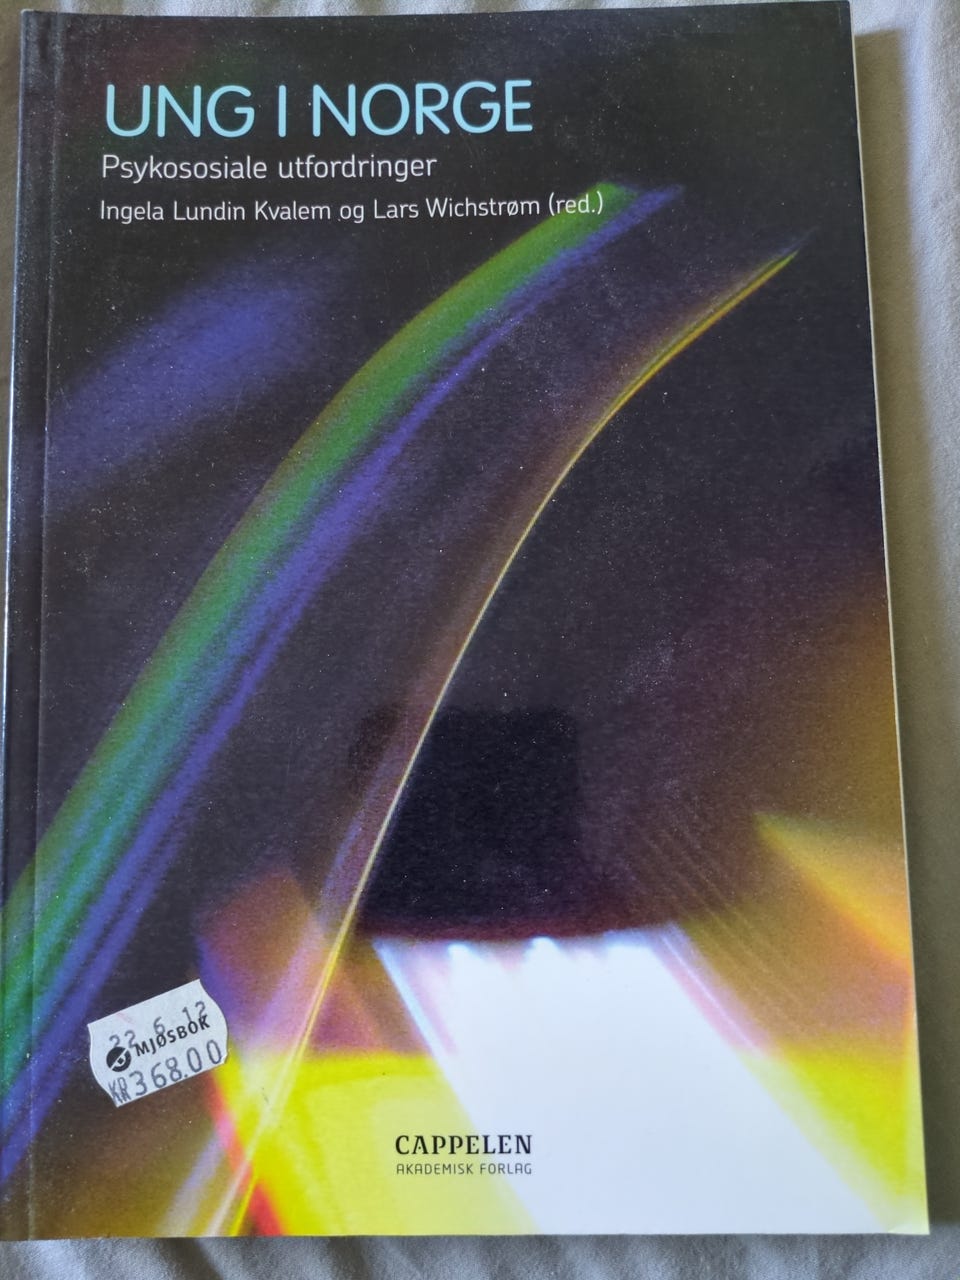 UNG I NORGE
Psykososiale utfordringer
Ingela Lundin Kvalem og Lars Wichstrøm (red.)
22 6 12
MJØSBOK
KR 368.00
CAPPELEN
AKADEMISK FORLAG